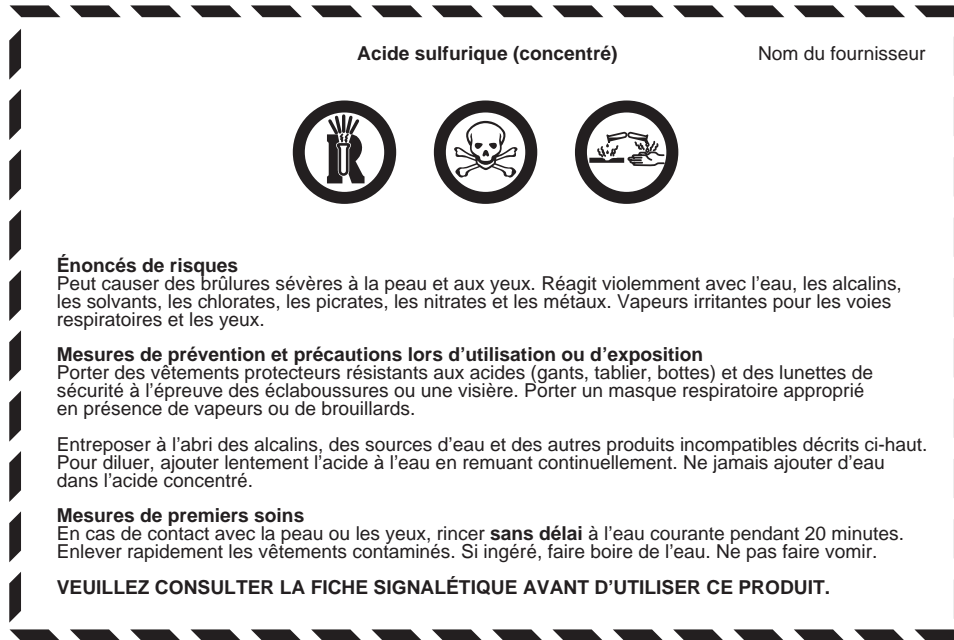 Acide sulfurique (concentré)
Nom du fournisseur
R
Énoncés de risques
Peut causer des brûlures sévères à la peau et aux yeux. Réagit violemment avec l’eau, les alcalins,
les solvants, les chlorates, les picrates, les nitrates et les métaux. Vapeurs irritantes pour les voies
respiratoires et les yeux.
Mesures de prévention et précautions lors d’utilisation ou d’exposition
Porter des vêtements protecteurs résistants aux acides (gants, tablier, bottes) et des lunettes de
sécurité à l’épreuve des éclaboussures ou une visière. Porter un masque respiratoire approprié
en présence de vapeurs ou de brouillards.
Entreposer à l’abri des alcalins, des sources d’eau et des autres produits incompatibles décrits ci-haut.
Pour diluer, ajouter lentement l’acide à l’eau en remuant continuellement. Ne jamais ajouter d’eau
dans l’acide concentré.
Mesures de premiers soins
En cas de contact avec la peau ou les yeux, rincer sans délai à l’eau courante pendant 20 minutes.
Enlever rapidement les vêtements contaminés. Si ingéré, faire boire de l’eau. Ne pas faire vomir.
VEUILLEZ CONSULTER LA FICHE SIGNALÉTIQUE AVANT D’UTILISER CE PRODUIT.